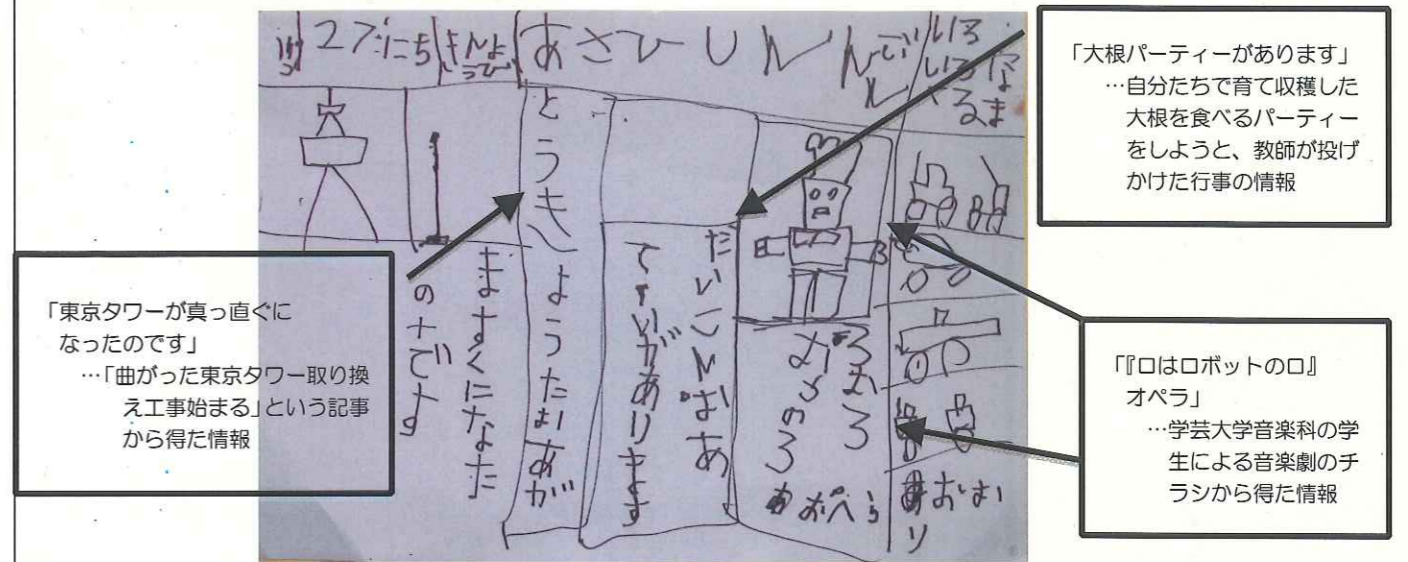 「大根パーティーがあります」
…自分たちで育て収穫した
大根を食べるパーティー
をしようと、教師が投げ
かけた行事の情報
「東京タワーが真っ直ぐに
なったのです」
…「曲がった東京タワー取り換
え工事始まる」という記事
から得た情報
「『ロはロボットのロ』
オペラ」
…学芸大学音楽科の学
生による音楽劇のチ
ラシから得た情報
27にち
きんようび
あさひしんぶん
いろ
いろな
くるま
だいこんぱあ
てぃいがあります
とうきょうたわあが
ますぐになた
のです
おぺら